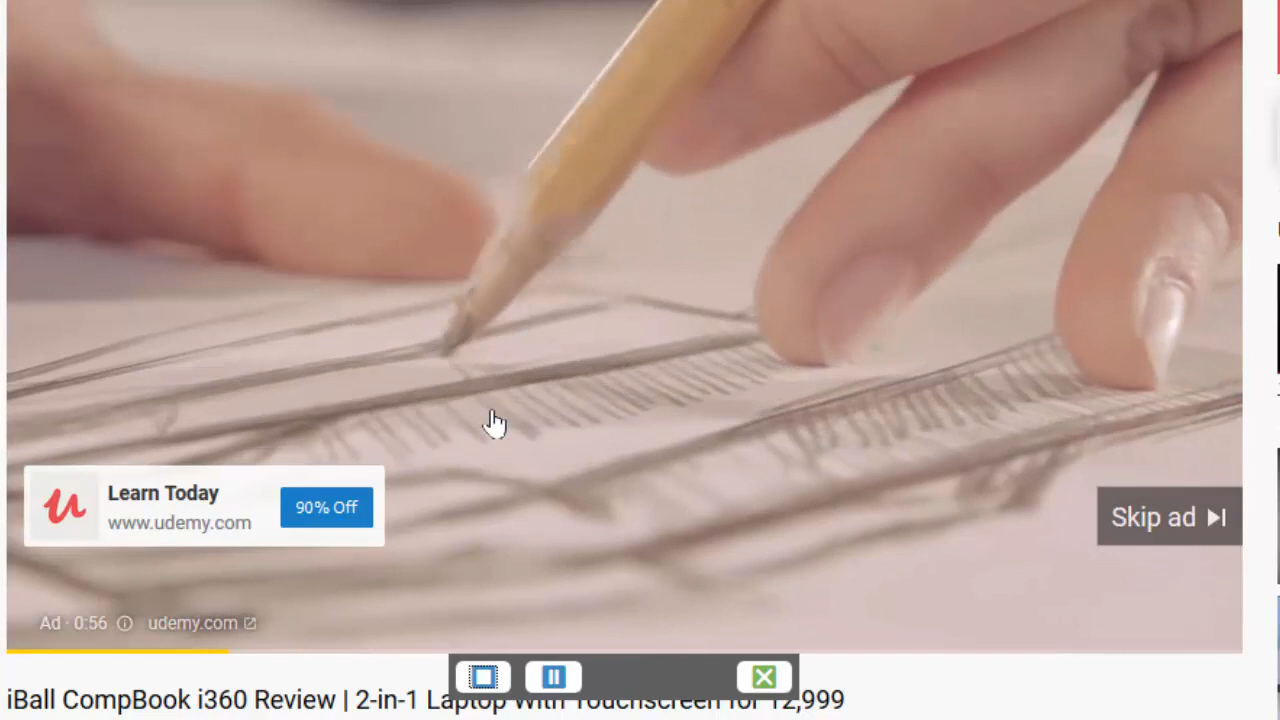 Learn Today
www.udemy.com
90% Off
Skip ad
Ad · 0:56
udemy.com
iBall CompBook i360 Review | 2-in-1 Laptop With Touchscreen for 12,999